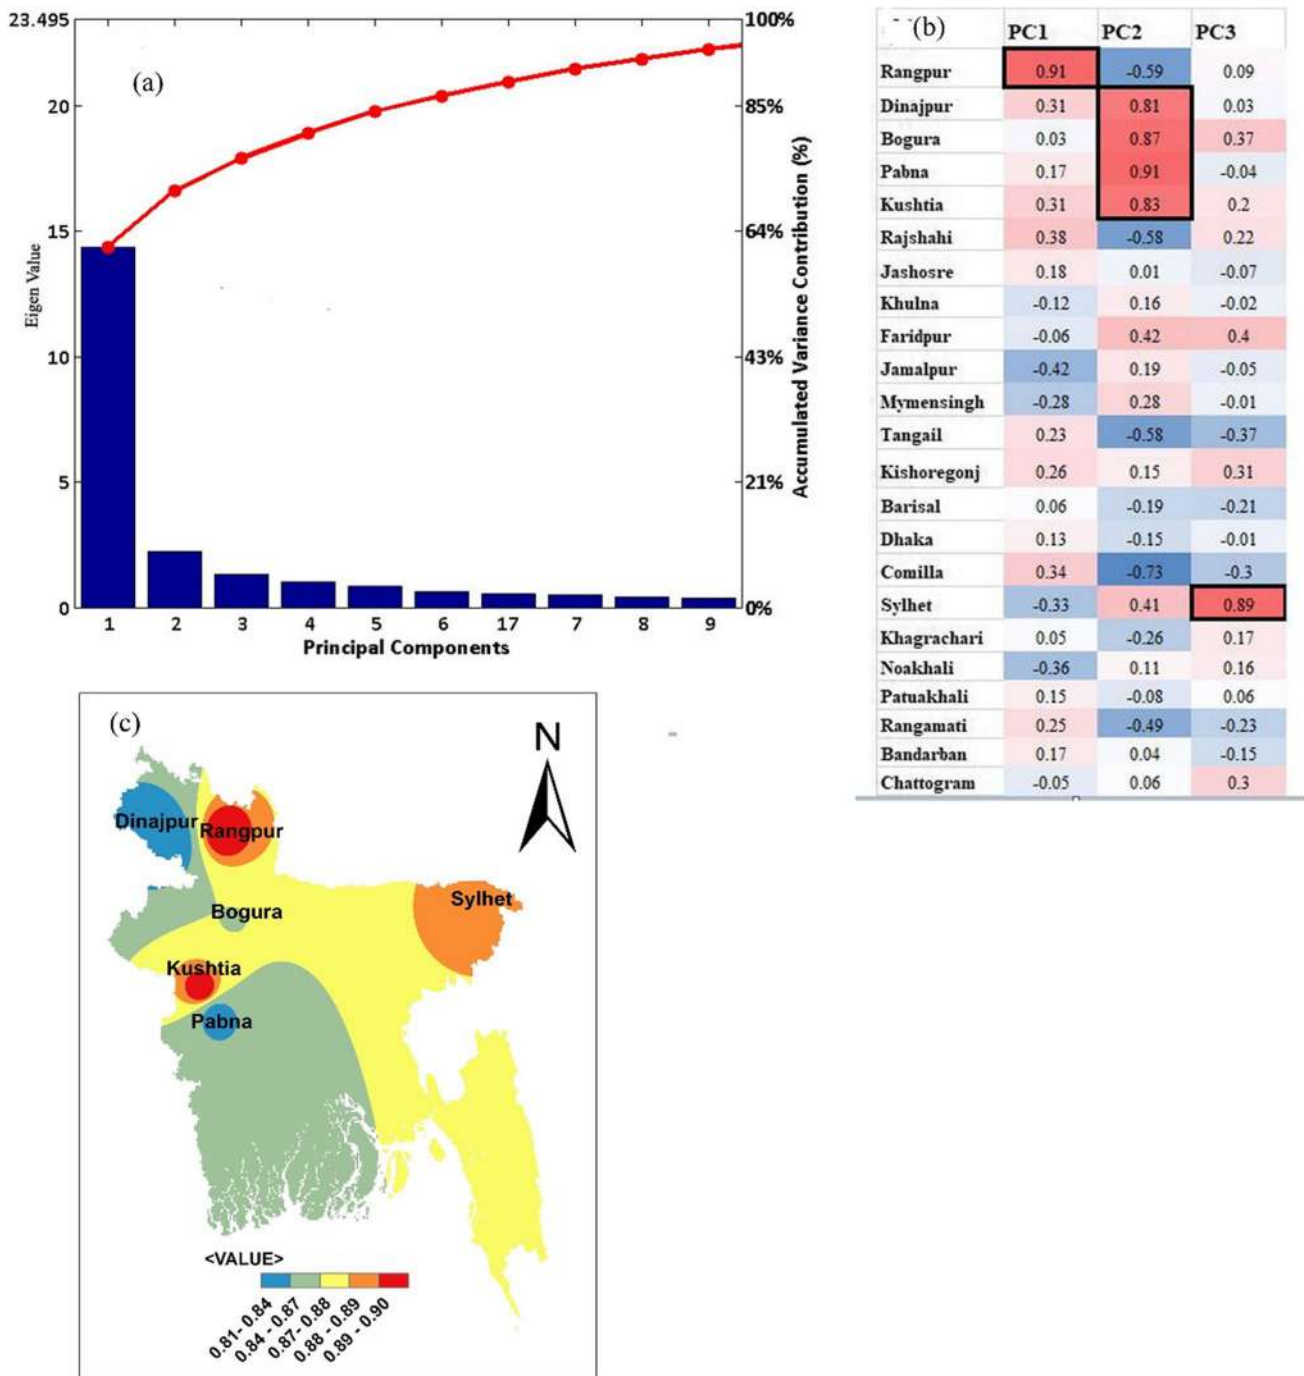 (a)
23.495
20
15
10
5
0
Eigen Value
100%
85%
64%
43%
21%
0%
Accumulated Variance Contribution (%)
1 2 3 4 5 6 17 7 8 9
Principal Components
(b)
PC1 PC2 PC3
Rangpur 0.91 -0.59 0.09
Dinajpur 0.31 0.81 0.03
Bogura 0.03 0.87 0.37
Pabna 0.17 0.91 -0.04
Kushtia 0.31 0.83 0.2
Rajshahi 0.38 -0.58 0.22
Jashosre 0.18 0.01 -0.07
Khulna -0.12 0.16 -0.02
Faridpur -0.06 0.42 0.4
Jamalpur -0.42 0.19 -0.05
Mymensingh -0.28 0.28 -0.01
Tangail 0.23 -0.58 -0.37
Kishoregonj 0.26 0.15 0.31
Barisal 0.06 -0.19 -0.21
Dhaka 0.13 -0.15 -0.01
Comilla 0.34 -0.73 -0.3
Sylhet -0.33 0.41 0.89
Khagrachari 0.05 -0.26 0.17
Noakhali -0.36 0.11 0.16
Patuakhali 0.15 -0.08 0.06
Rangamati 0.25 -0.49 -0.23
Bandarban 0.17 0.04 -0.15
Chattogram -0.05 0.06 0.3
(c)
N
Dinajpur
Rangpur
Sylhet
Bogura
Kushtia
Pabna
<VALUE>
0.81- 0.84
0.84 - 0.87
0.87- 0.88
0.88 - 0.89
0.89 - 0.90